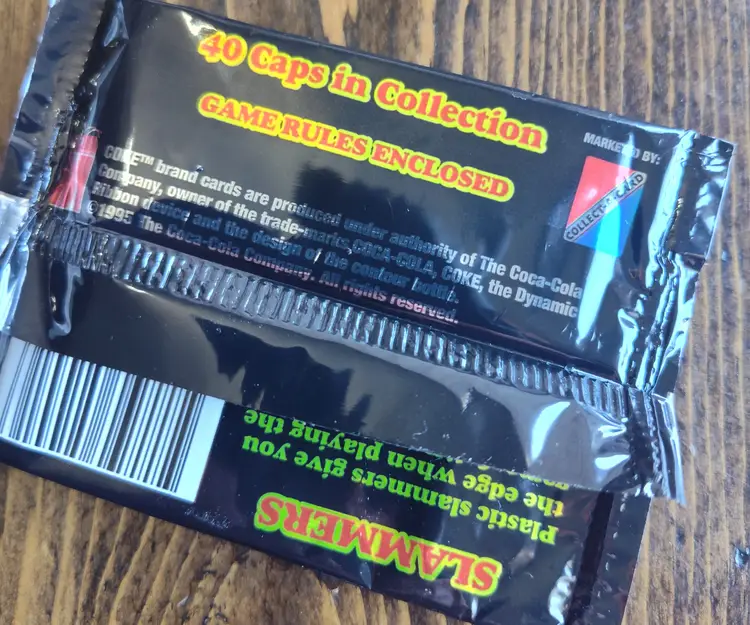 40 Caps in Collection
GAME RULES ENCLOSED
MARKETED BY:
COLLECT-A-CARD
COKE™ brand cards are produced under authority of The Coca-Cola
Company, owner of the trade-marks COCA-COLA, COKE, the Dynamic
Ribbon device and the design of the contour bottle.
©1995 The Coca-Cola Company. All rights reserved.
SLAMMERS
Plastic slammers give you
the edge when playing the